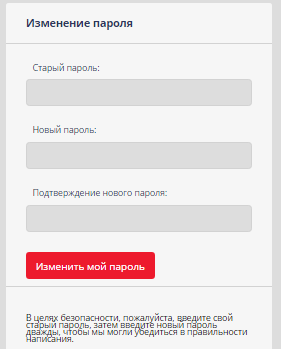 Изменение пароля
Старый пароль:
Новый пароль:
Подтверждение нового пароля:
Изменить мой пароль
В целях безопасности, пожалуйста, введите свой
старый пароль, затем введите новый пароль
дважды, чтобы мы могли убедиться в правильности
написания.